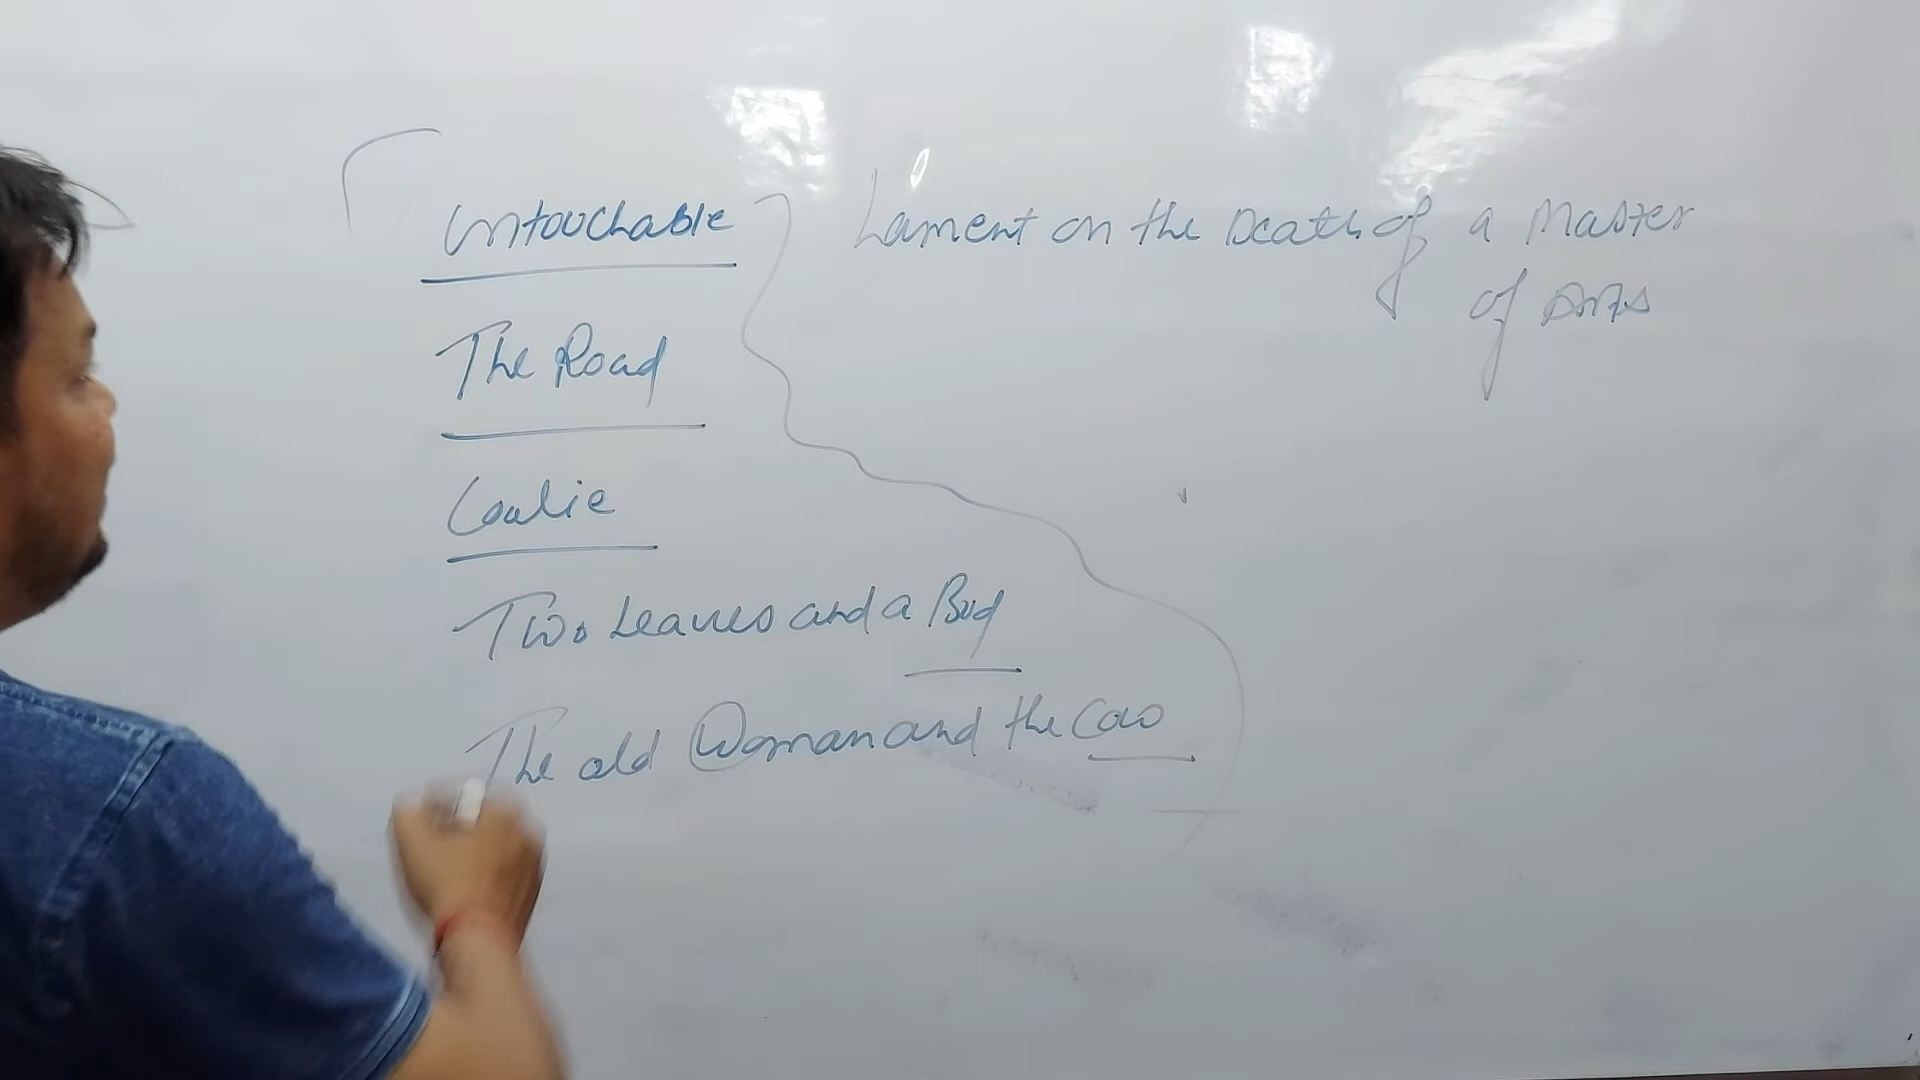 Untouchable
The Road
Coolie
Two Leaves and a Bud
The old Woman and the Cow
Lament on the Death of a Master
of Arts